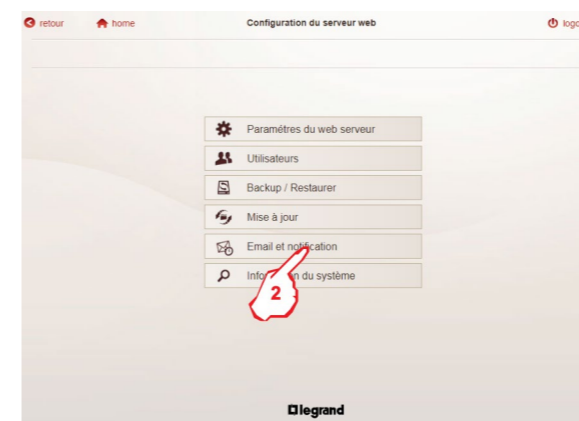 retour home Configuration du serveur web
Paramétres du web serveur
Utilisateurs
Backup / Restaurer
Mise à jour
Email et notification
du système
2
legrand